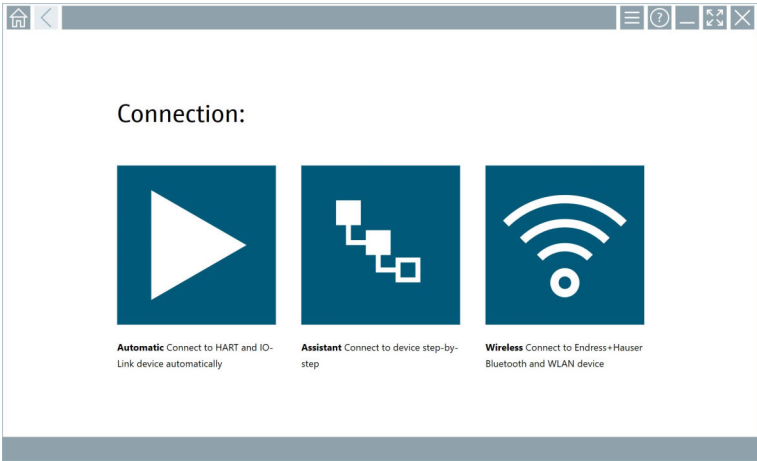 Connection:
Automatic Connect to HART and IO-
Link device automatically
Assistant Connect to device step-by-
step
Wireless Connect to Endress+Hauser
Bluetooth and WLAN device